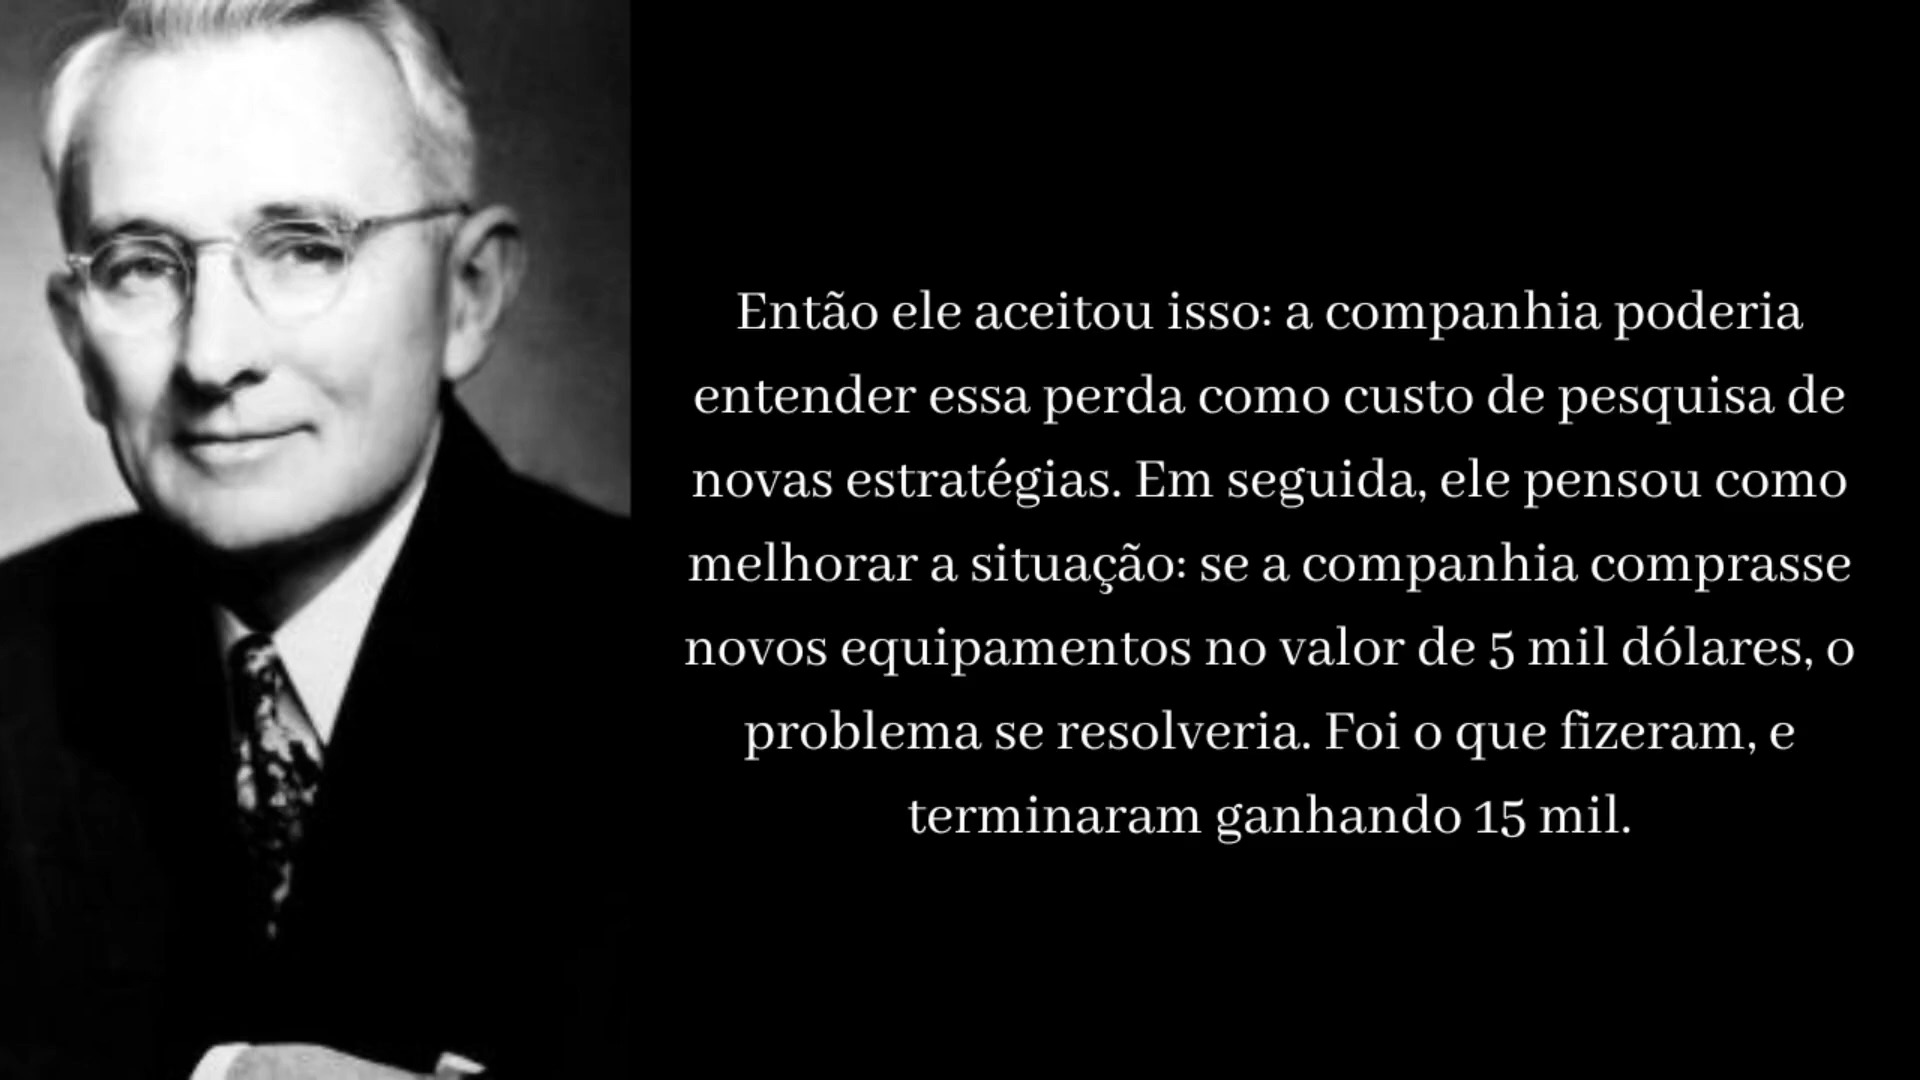 Então ele aceitou isso: a companhia poderia
entender essa perda como custo de pesquisa de
novas estratégias. Em seguida, ele pensou como
melhorar a situação: se a companhia comprasse
novos equipamentos no valor de 5 mil dólares, o
problema se resolveria. Foi o que fizeram, e
terminaram ganhando 15 mil.